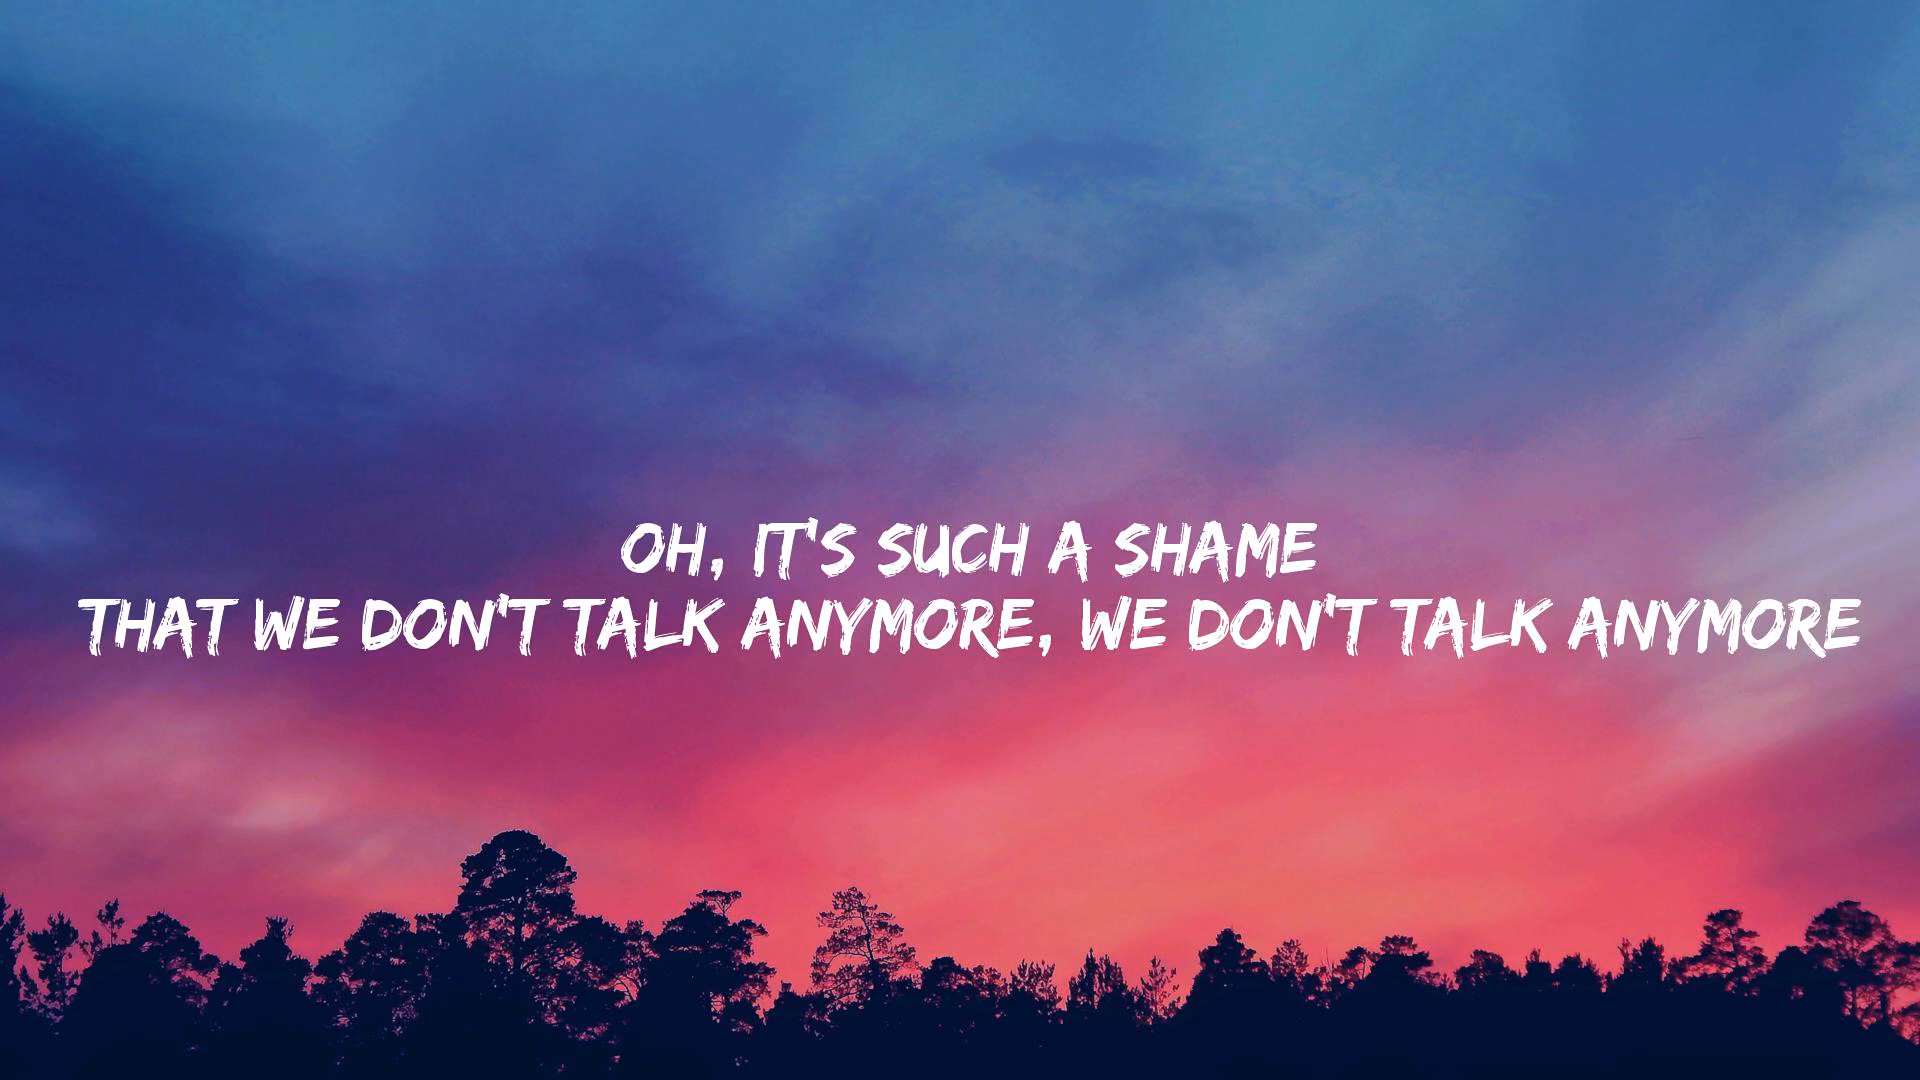 OH, IT'S SUCH A SHAME
THAT WE DON'T TALK ANYMORE, WE DON'T TALK ANYMORE